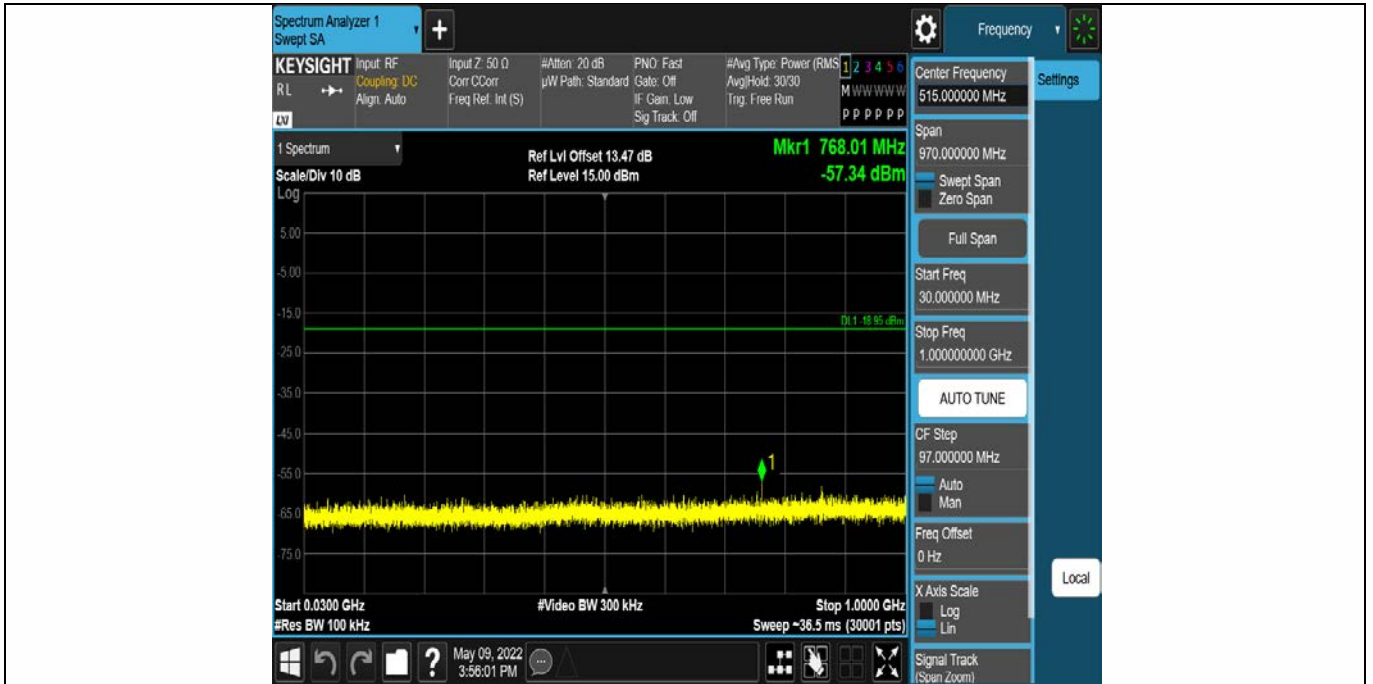 Spectrum Analyzer 1
Swept SA
+
Frequency
KEYSIGHT
RL
LXI
Input: RF
Coupling: DC
Align: Auto
Input Z: 50 Ω
Corr CCorr
Freq Ref: Int (S)
#Atten: 20 dB
µW Path: Standard
PNO: Fast
Gate: Off
IF Gain: Low
Sig Track: Off
#Avg Type: Power (RMS
Avg|Hold: 30/30
Trig: Free Run
1 2 3 4 5 6
M W W W W W
P P P P P P
1 Spectrum
Scale/Div 10 dB
Ref Lvl Offset 13.47 dB
Ref Level 15.00 dBm
Mkr1 768.01 MHz
-57.34 dBm
Log
5.00
-5.00
-15.0
DL1 -18.95 dBm
-25.0
-35.0
-45.0
1
-55.0
-65.0
-75.0
Start 0.0300 GHz
#Res BW 100 kHz
#Video BW 300 kHz
Stop 1.0000 GHz
Sweep ~36.5 ms (30001 pts)
Center Frequency
515.000000 MHz
Span
970.000000 MHz
Swept Span
Zero Span
Full Span
Start Freq
30.000000 MHz
Stop Freq
1.000000000 GHz
AUTO TUNE
CF Step
97.000000 MHz
Auto
Man
Freq Offset
0 Hz
X Axis Scale
Log
Lin
Signal Track
(Span Zoom)
Settings
Local
?
May 09, 2022
3:56:01 PM